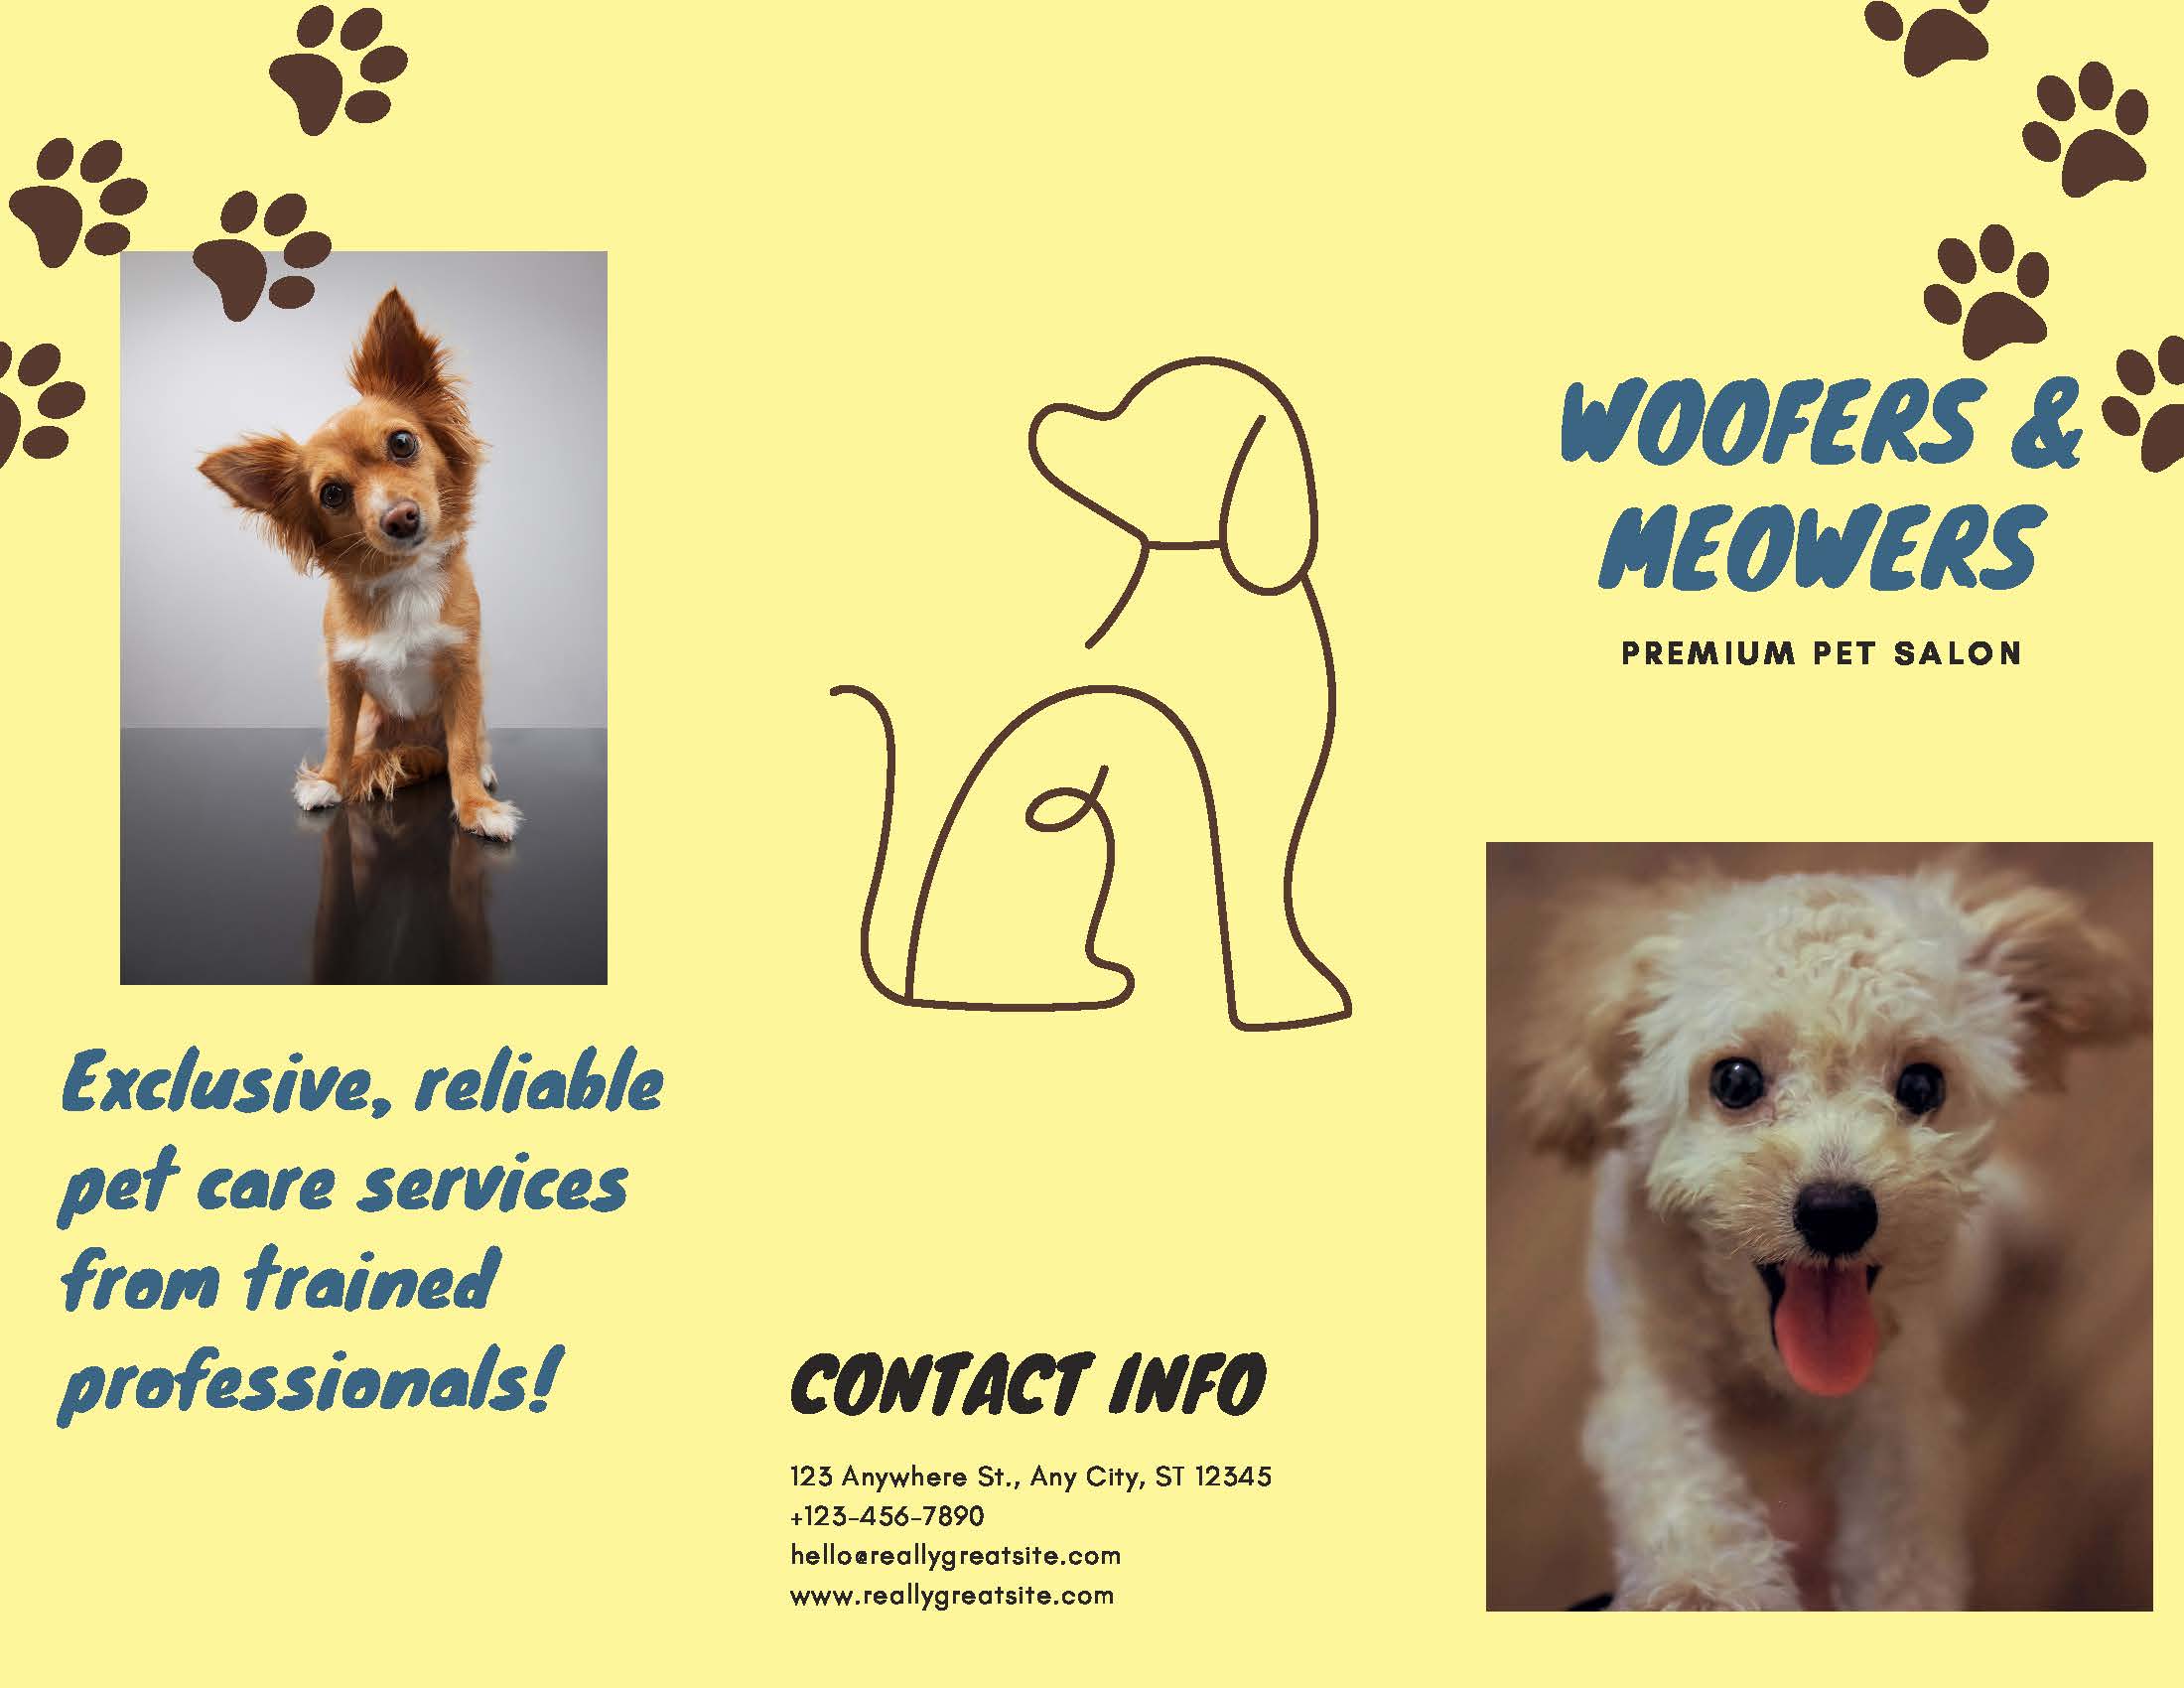 Exclusive, reliable
pet care services
from trained
professionals!
CONTACT INFO
123 Anywhere St., Any City, ST 12345
+123-456-7890
hello@reallygreatsite.com
www.reallygreatsite.com
WOOFERS &
MEOWERS
PREMIUM PET SALON